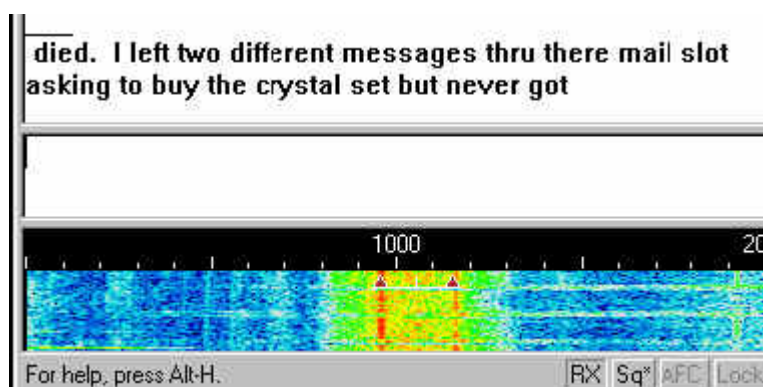 died. I left two different messages thru there mail slot
asking to buy the crystal set but never got
1000
20
For help, press Alt-H.
RX Sq* AFC Lock